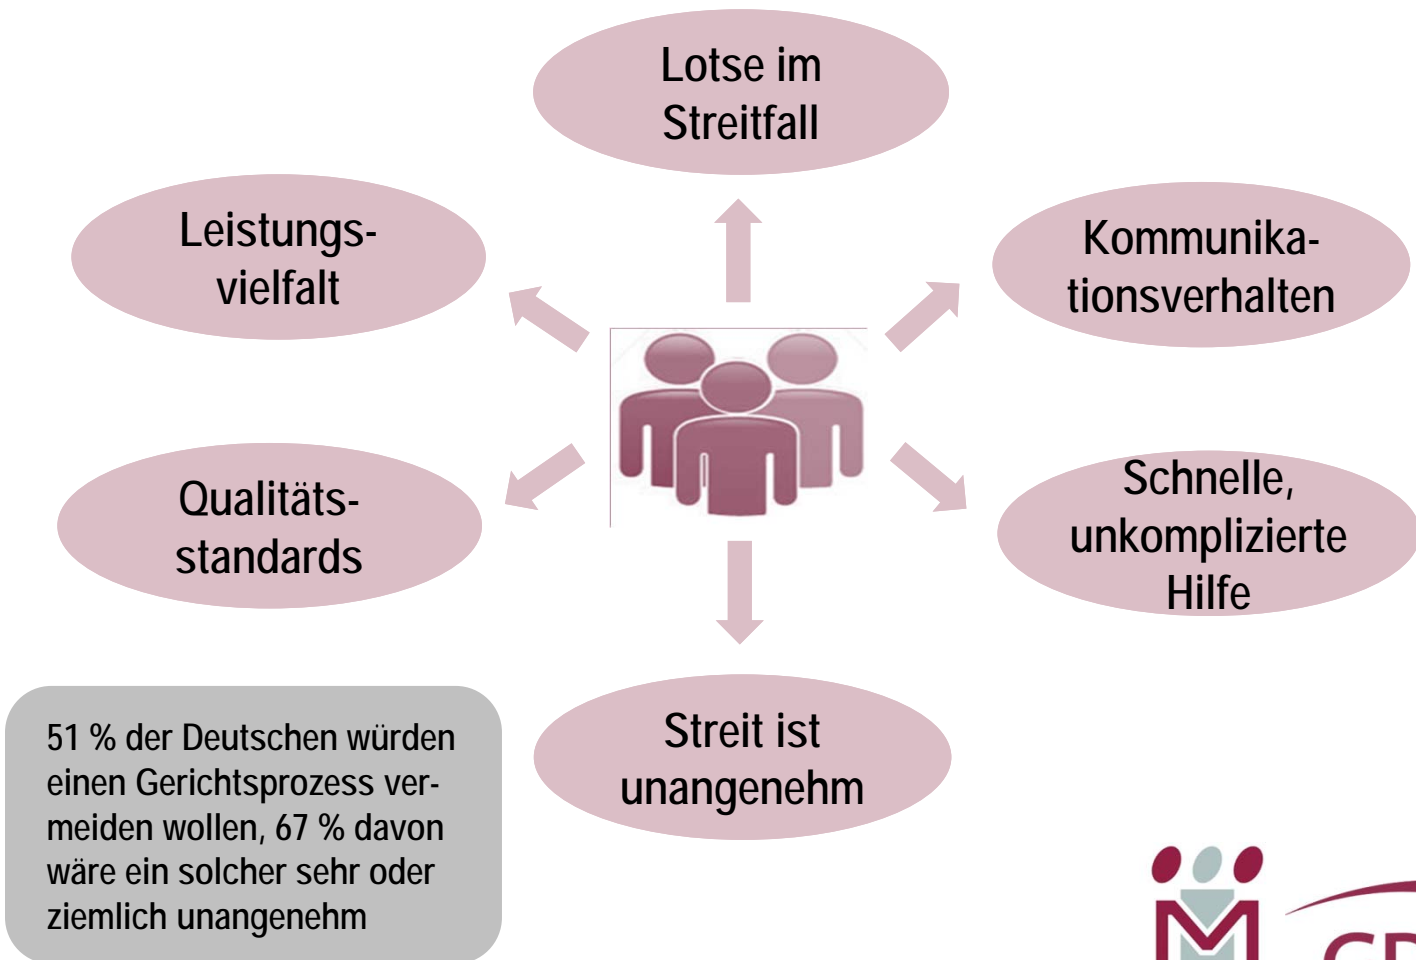 Lotse im
Streitfall
Leistungs-
vielfalt
Kommunika-
tionsverhalten
Qualitäts-
standards
Schnelle,
unkomplizierte
Hilfe
Streit ist
unangenehm
51 % der Deutschen würden
einen Gerichtsprozess ver-
meiden wollen, 67 % davon
wäre ein solcher sehr oder
ziemlich unangenehm
M